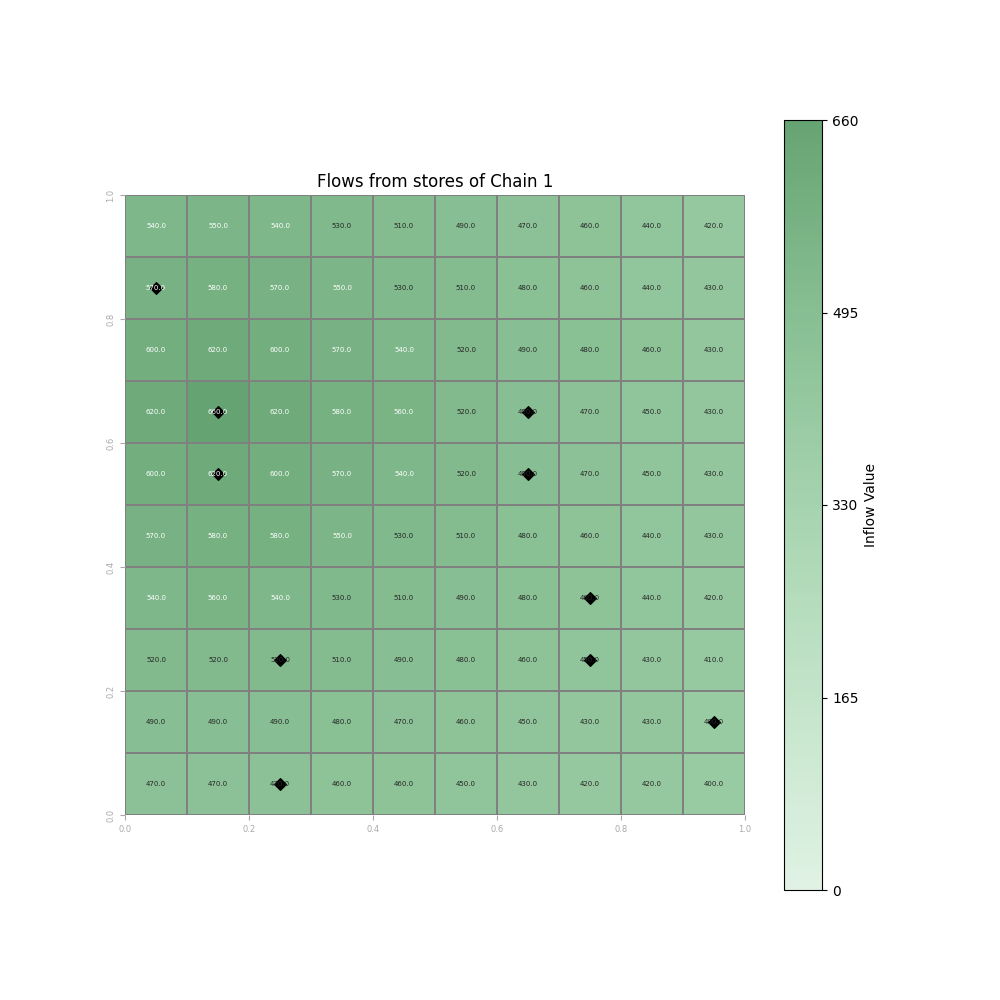 Flows from stores of Chain 1
1.0
540.0 550.0 540.0 530.0 510.0 490.0 470.0 460.0 440.0 420.0
570.0 580.0 570.0 550.0 530.0 510.0 480.0 460.0 440.0 430.0
0.8
600.0 620.0 600.0 570.0 540.0 520.0 490.0 480.0 460.0 430.0
620.0 660.0 620.0 580.0 560.0 520.0 470.0 450.0 430.0
0.6
600.0 620.0 600.0 570.0 540.0 520.0 470.0 450.0 430.0
570.0 580.0 580.0 550.0 530.0 510.0 480.0 460.0 440.0 430.0
0.4
540.0 560.0 540.0 530.0 510.0 490.0 480.0 440.0 420.0
520.0 520.0 510.0 490.0 480.0 460.0 430.0 410.0
0.2
490.0 490.0 490.0 480.0 470.0 460.0 450.0 430.0 430.0
470.0 470.0 460.0 460.0 450.0 430.0 420.0 420.0 400.0
0.0
0.0 0.2 0.4 0.6 0.8 1.0
660
495
330
165
0
Inflow Value